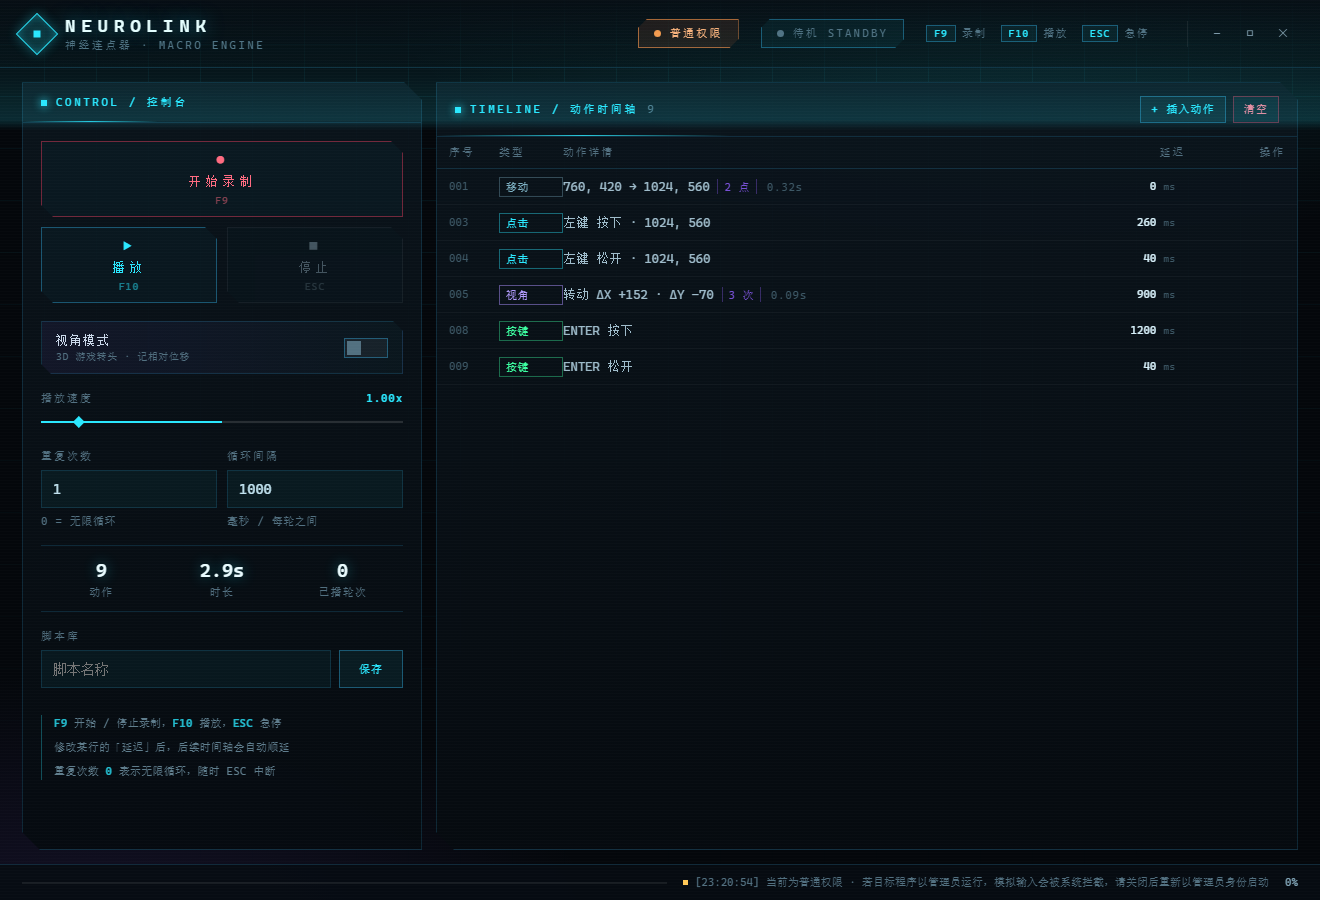 NEUROLINK
神经连点器 · MACRO ENGINE
普通权限
待机 STANDBY
F9 录制 F10 播放 ESC 急停
CONTROL / 控制台
开始录制
F9
播放
F10
停止
ESC
视角模式
3D 游戏转头 · 记相对位移
播放速度 1.00x
重复次数 循环间隔
1 1000
0 = 无限循环 毫秒 / 每轮之间
9 2.9s 0
动作 时长 已播轮次
脚本库
脚本名称 保存
F9 开始 / 停止录制，F10 播放，ESC 急停
修改某行的「延迟」后，后续时间轴会自动顺延
重复次数 0 表示无限循环，随时 ESC 中断
TIMELINE / 动作时间轴 9
+ 插入动作 清空
序号 类型 动作详情 延迟 操作
001 移动 760, 420 → 1024, 560 2 点 0.32s 0 ms
003 点击 左键 按下 · 1024, 560 260 ms
004 点击 左键 松开 · 1024, 560 40 ms
005 视角 转动 ΔX +152 · ΔY −70 3 次 0.09s 900 ms
008 按键 ENTER 按下 1200 ms
009 按键 ENTER 松开 40 ms
[23:20:54] 当前为普通权限 · 若目标程序以管理员运行，模拟输入会被系统拦截，请关闭后重新以管理员身份启动 0%